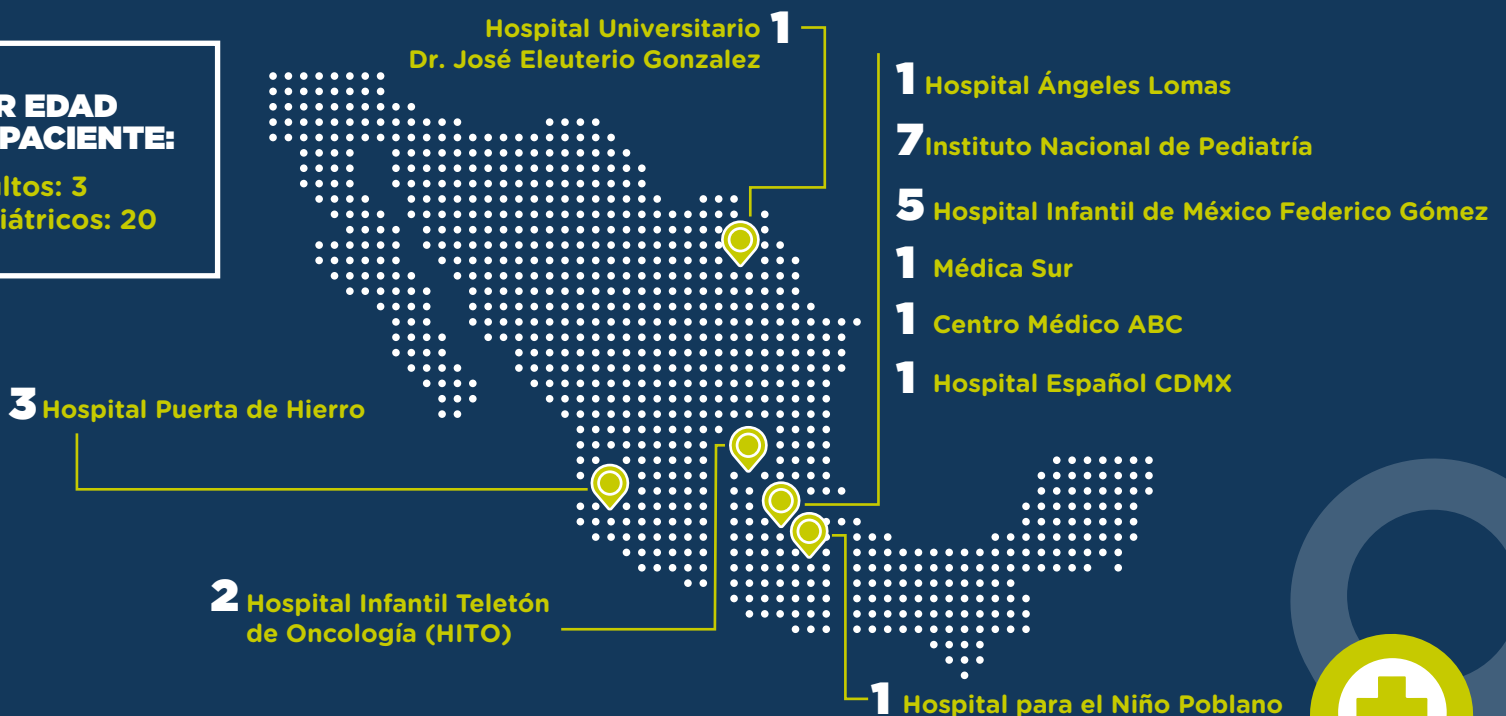 Hospital Universitario 1
Dr. José Eleuterio Gonzalez
R EDAD
PACIENTE:
ltos: 3
iátricos: 20
1 Hospital Ángeles Lomas
7 Instituto Nacional de Pediatría
5 Hospital Infantil de México Federico Gómez
1 Médica Sur
1 Centro Médico ABC
1 Hospital Español CDMX
3 Hospital Puerta de Hierro
2 Hospital Infantil Teletón
de Oncología (HITO)
1 Hospital para el Niño Poblano